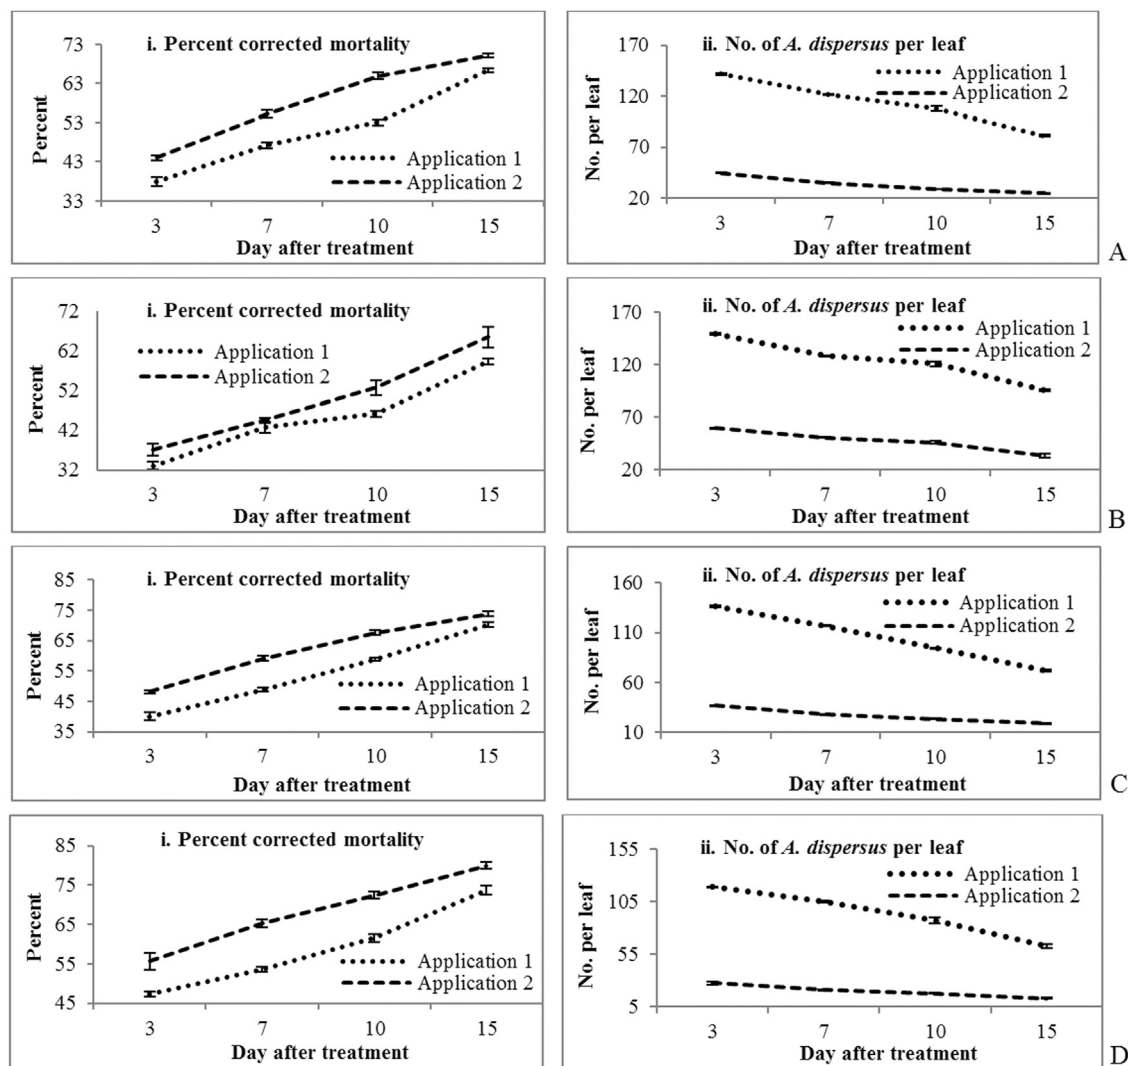 i. Percent corrected mortality
73
63
53
43
33
Percent
Application 1
Application 2
3 7 10 15
Day after treatment
ii. No. of A. dispersus per leaf
170
120
70
20
No. per leaf
Application 1
Application 2
3 7 10 15
Day after treatment
A
i. Percent corrected mortality
72
62
52
42
32
Percent
Application 1
Application 2
3 7 10 15
Day after treatment
ii. No. of A. dispersus per leaf
170
120
70
20
No. per leaf
Application 1
Application 2
3 7 10 15
Day after treatment
B
i. Percent corrected mortality
85
75
65
55
45
35
Percent
Application 1
Application 2
3 7 10 15
Day after treatment
ii. No. of A. dispersus per leaf
160
110
60
10
No. per leaf
Application 1
Application 2
3 7 10 15
Day after treatment
C
i. Percent corrected mortality
85
75
65
55
45
Percent
Application 1
Application 2
3 7 10 15
Day after treatment
ii. No. of A. dispersus per leaf
155
105
55
5
No. per leaf
Application 1
Application 2
3 7 10 15
Day after treatment
D